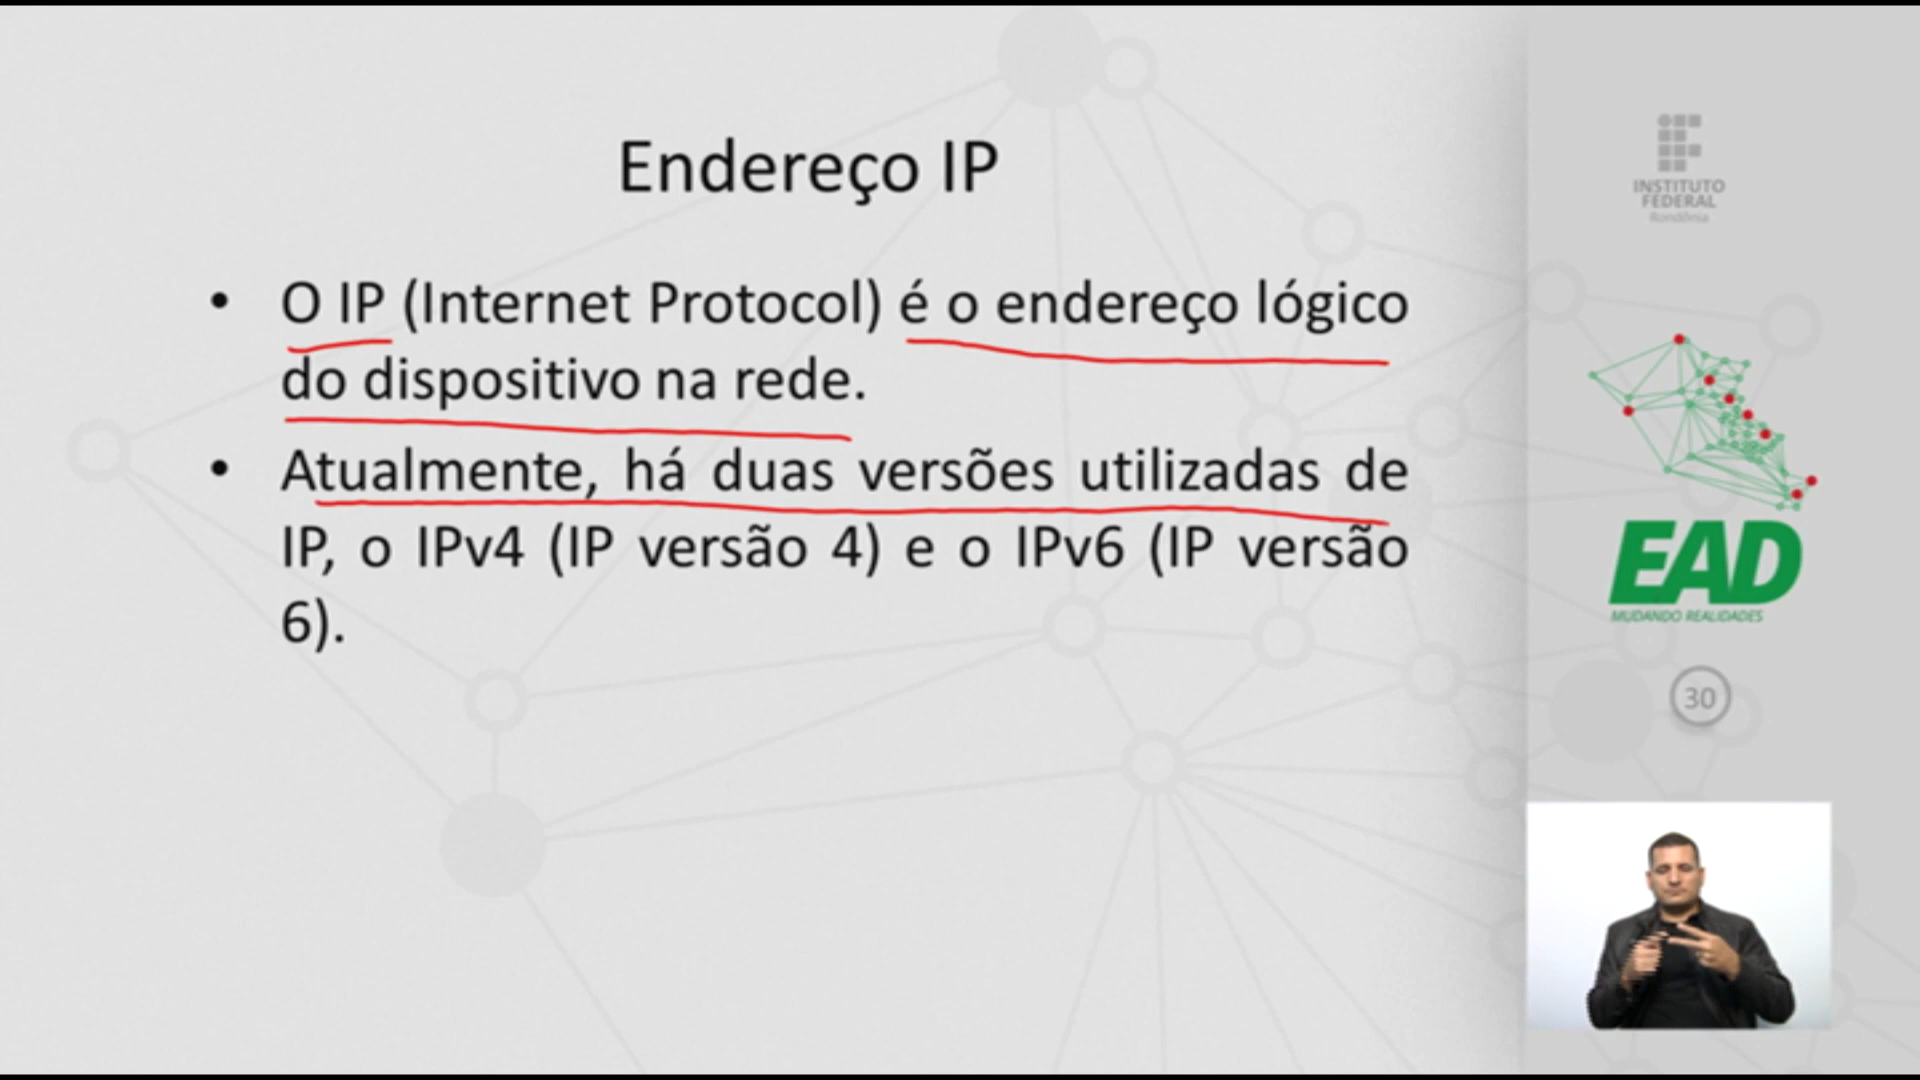 Endereço IP
• O IP (Internet Protocol) é o endereço lógico
do dispositivo na rede.
• Atualmente, há duas versões utilizadas de
IP, o IPv4 (IP versão 4) e o IPv6 (IP versão
6).
INSTITUTO
FEDERAL
Rondônia
EAD
MUDANDO REALIDADES
30